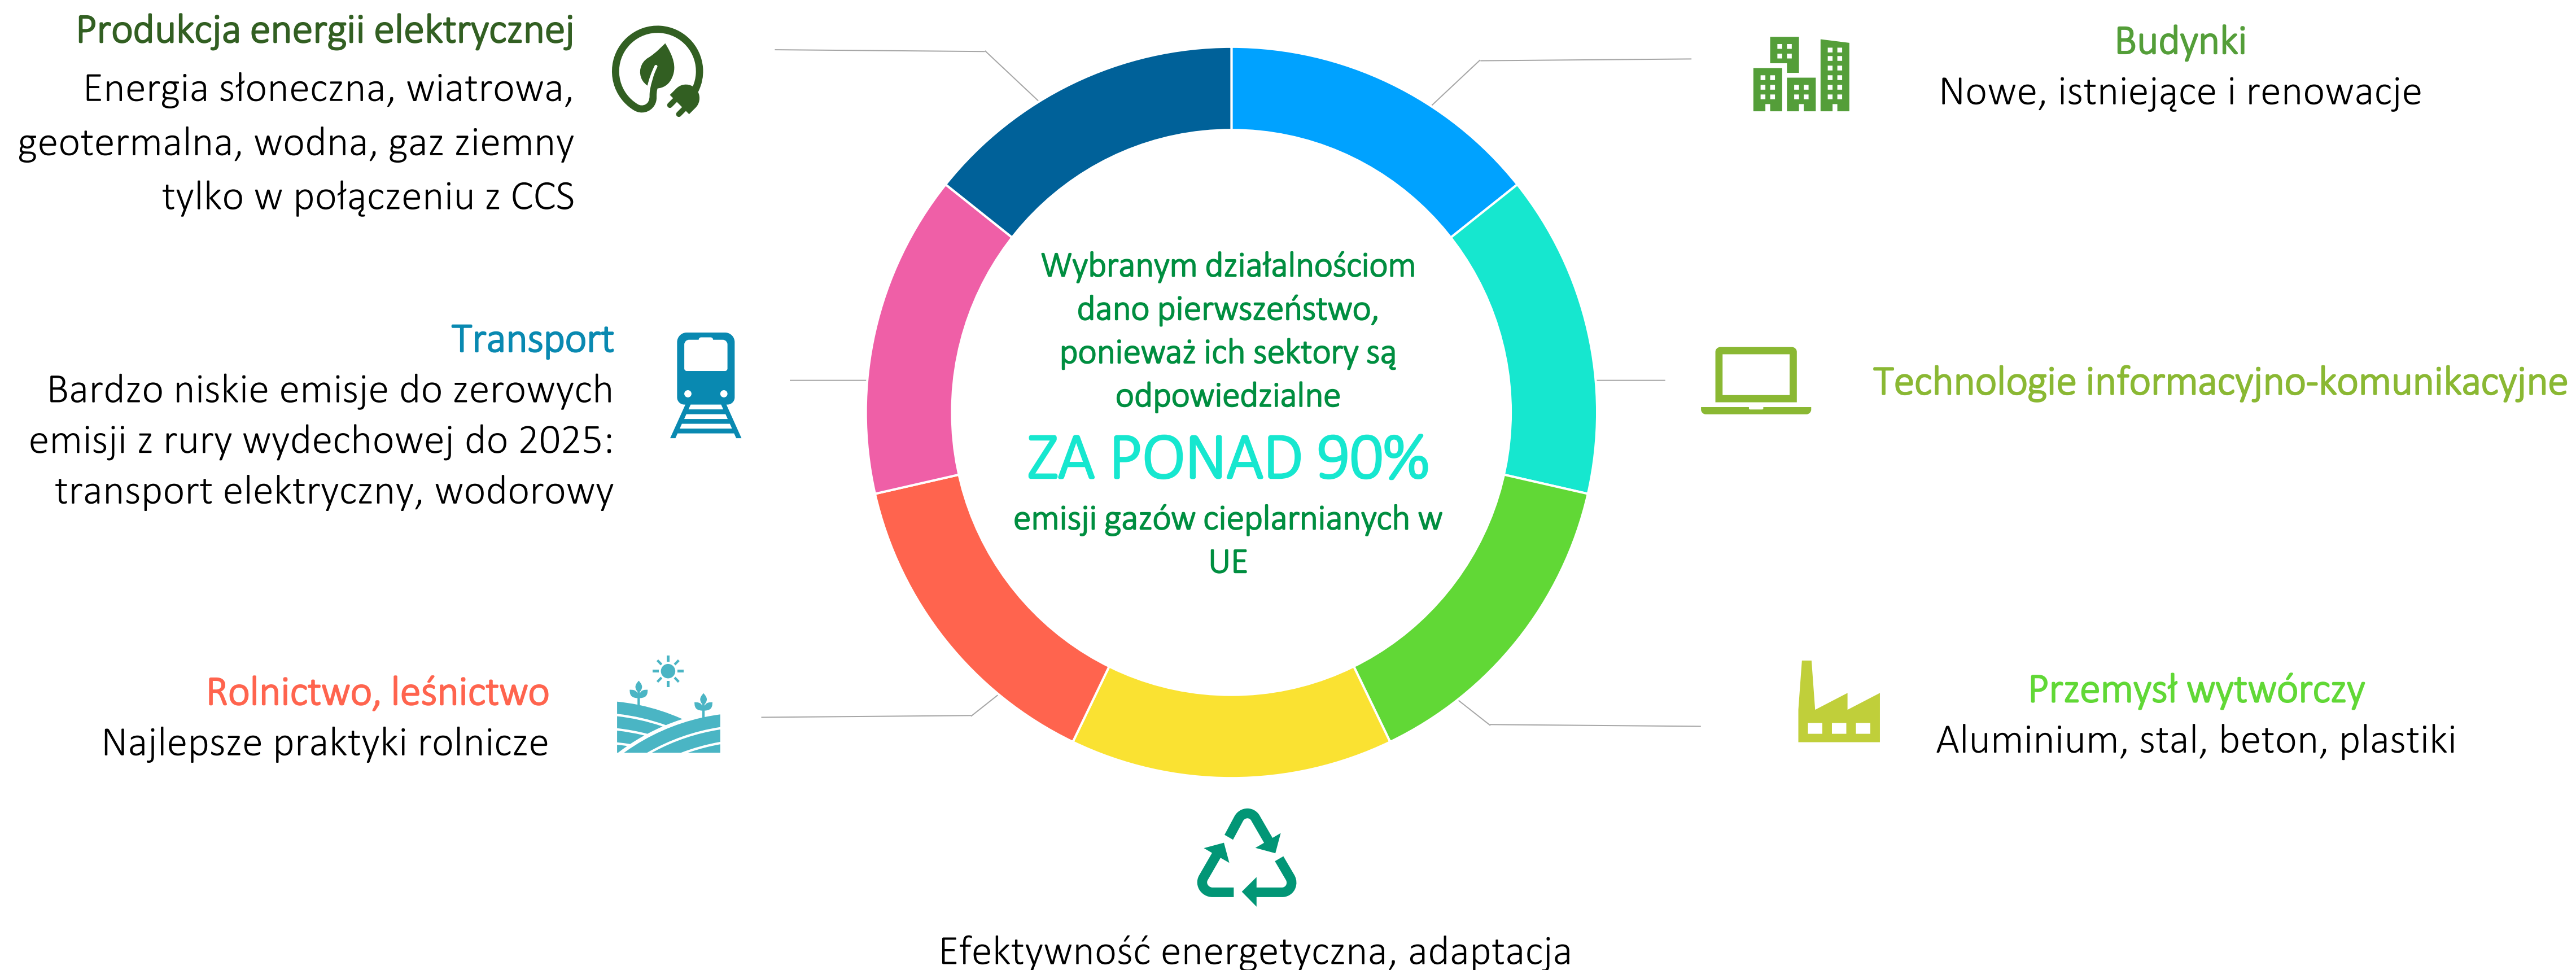 Produkcja energii elektrycznej
Energia słoneczna, wiatrowa,
geotermalna, wodna, gaz ziemny
tylko w połączeniu z CCS
Budynki
Nowe, istniejące i renowacje
Wybranym działalnościom
dano pierwszeństwo,
ponieważ ich sektory są
odpowiedzialne
ZA PONAD 90%
emisji gazów cieplarnianych w
UE
Transport
Bardzo niskie emisje do zerowych
emisji z rury wydechowej do 2025:
transport elektryczny, wodorowy
Technologie informacyjno-komunikacyjne
Rolnictwo, leśnictwo
Najlepsze praktyki rolnicze
Przemysł wytwórczy
Aluminium, stal, beton, plastiki
Efektywność energetyczna, adaptacja